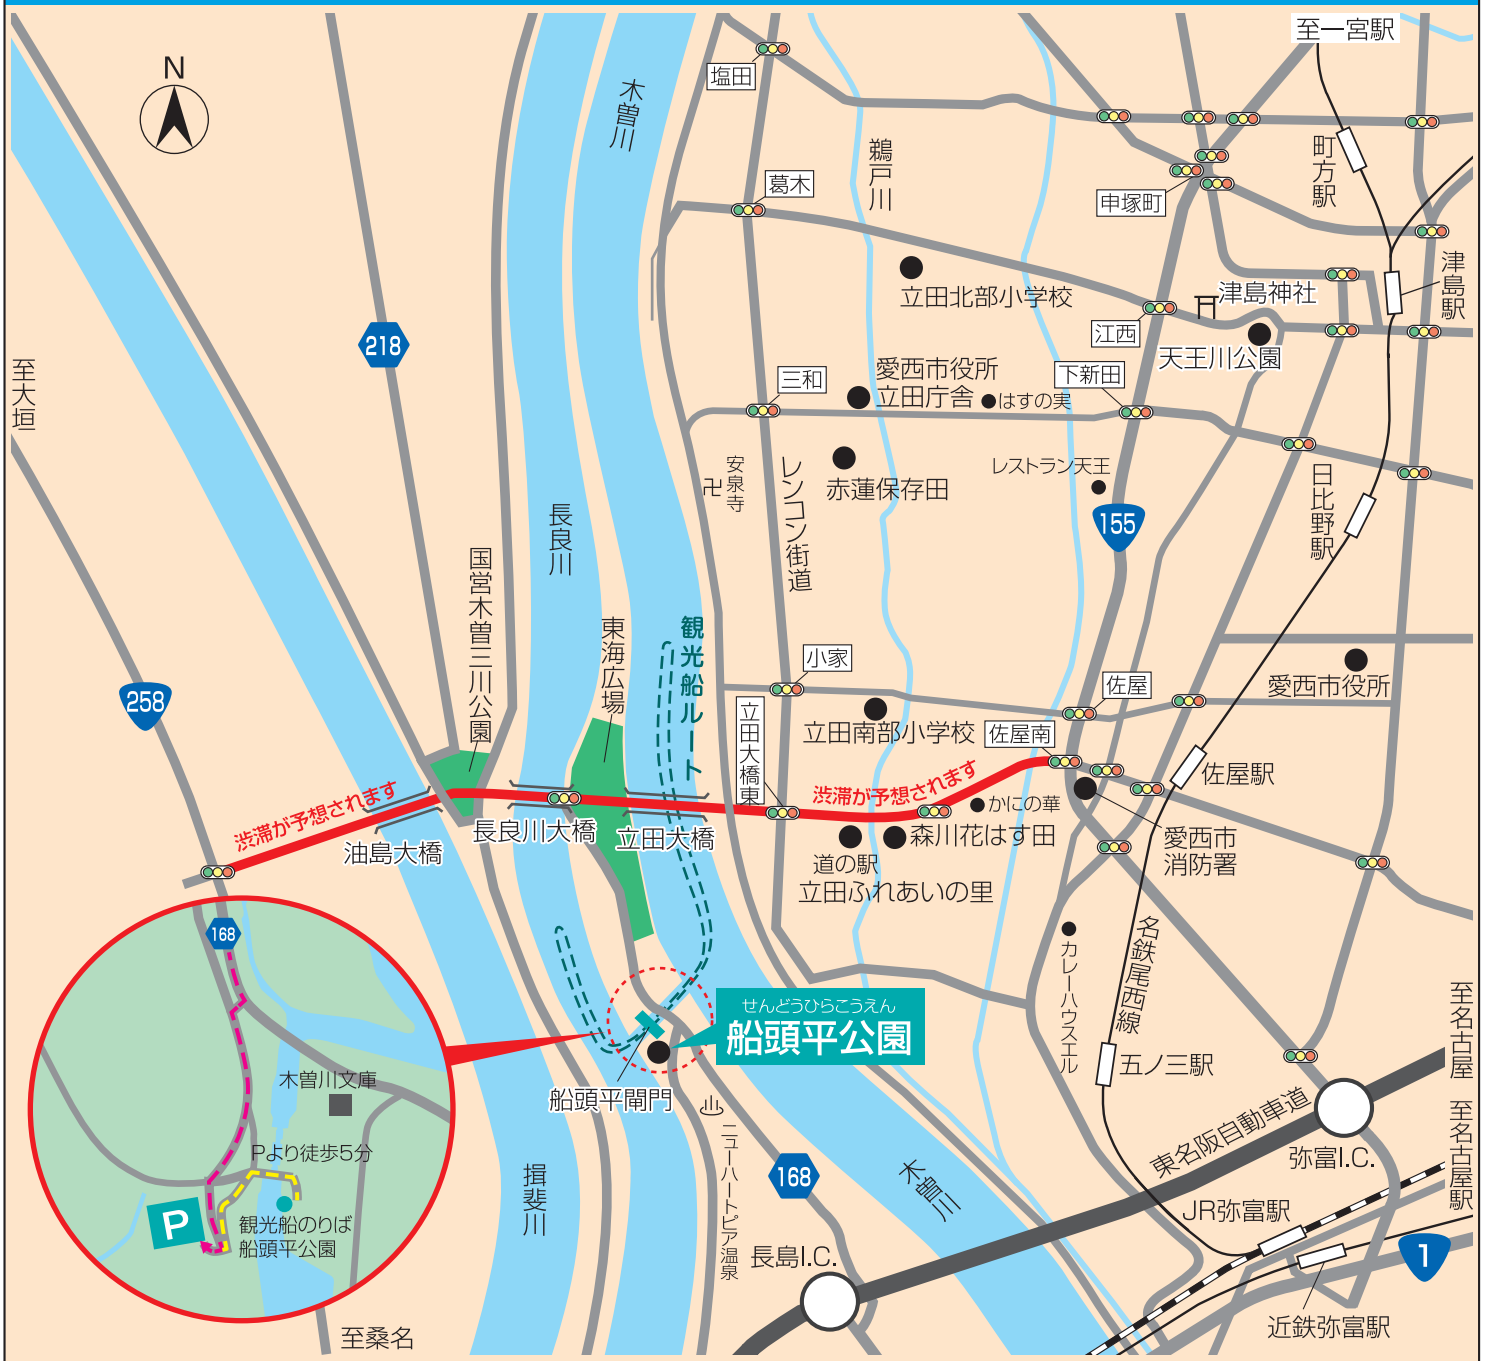 至一宮駅
N
木曽川
塩田
町方駅
鵜戸川
葛木
申塚町
津島駅
立田北部小学校
津島神社
江西
天王川公園
218
至大垣
三和
愛西市役所
立田庁舎
はすの実
下新田
安泉寺
卍
レンコン街道
赤蓮保存田
レストラン天王
155
日比野駅
長良川
国営木曽三川公園
東海広場
観光船ルート
小家
佐屋
愛西市役所
258
立田大橋東
立田南部小学校
佐屋南
佐屋駅
渋滞が予想されます
渋滞が予想されます
かにの華
油島大橋
長良川大橋
立田大橋
森川花はす田
道の駅
立田ふれあいの里
愛西市
消防署
168
カレーハウスエル
名鉄尾西線
至名古屋
せんどうひらこうえん
船頭平公園
木曽川文庫
船頭平閘門
五ノ三駅
東名阪自動車道
弥富I.C.
至名古屋駅
Pより徒歩5分
P
観光船のりば
船頭平公園
揖斐川
ニューハートピア温泉
168
木曽川
JR弥富駅
長島I.C.
1
近鉄弥富駅
至桑名